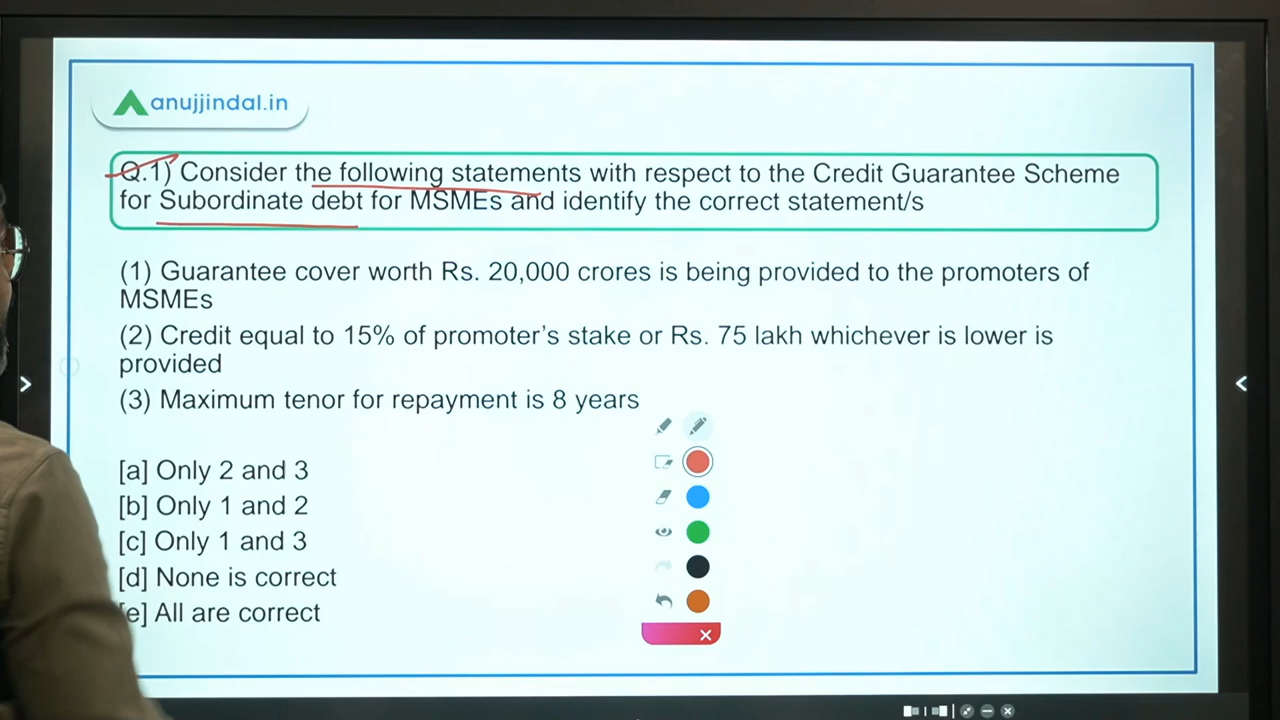 anujjindal.in
Q.1) Consider the following statements with respect to the Credit Guarantee Scheme
for Subordinate debt for MSMEs and identify the correct statement/s
(1) Guarantee cover worth Rs. 20,000 crores is being provided to the promoters of
MSMEs
(2) Credit equal to 15% of promoter's stake or Rs. 75 lakh whichever is lower is
provided
(3) Maximum tenor for repayment is 8 years
[a] Only 2 and 3
[b] Only 1 and 2
[c] Only 1 and 3
[d] None is correct
[e] All are correct